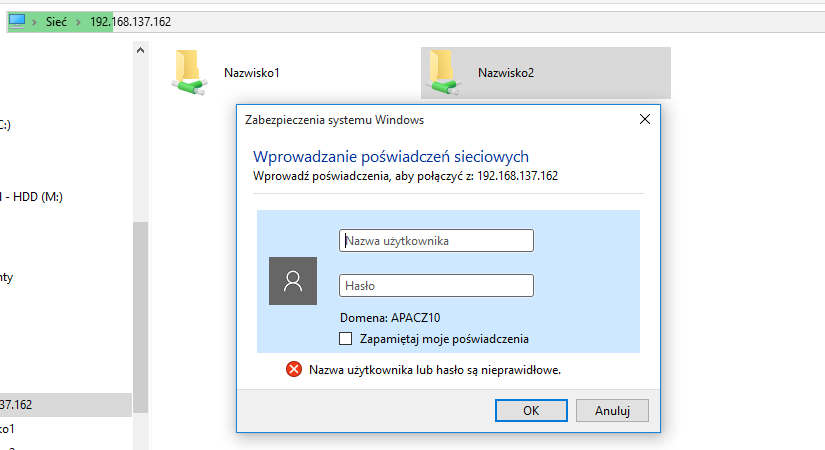 Sieć 192.168.137.162
C:)
- HDD (M:)
nty
37.162
ko1
Nazwisko1
Nazwisko2
Zabezpieczenia systemu Windows
Wprowadzanie poświadczeń sieciowych
Wprowadź poświadczenia, aby połączyć z: 192.168.137.162
Nazwa użytkownika
Hasło
Domena: APACZ10
Zapamiętaj moje poświadczenia
Nazwa użytkownika lub hasło są nieprawidłowe.
OK
Anuluj